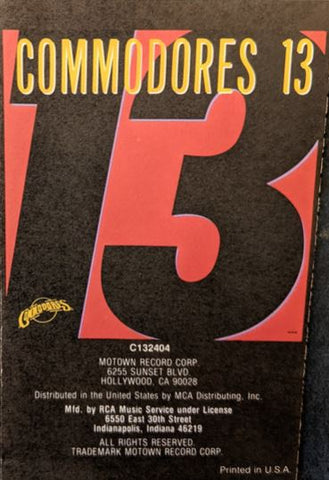 COMMODORES 13
13
COMMODORES
C132404
MOTOWN RECORD CORP.
6255 SUNSET BLVD
HOLLYWOOD, CA 90028
Distributed in the United States by MCA Distributing, Inc.
Mfd. by RCA Music Service under License
6550 East 30th Street
Indianapolis, Indiana 46219
ALL RIGHTS RESERVED.
TRADEMARK MOTOWN RECORD CORP.
Printed in U.S.A.